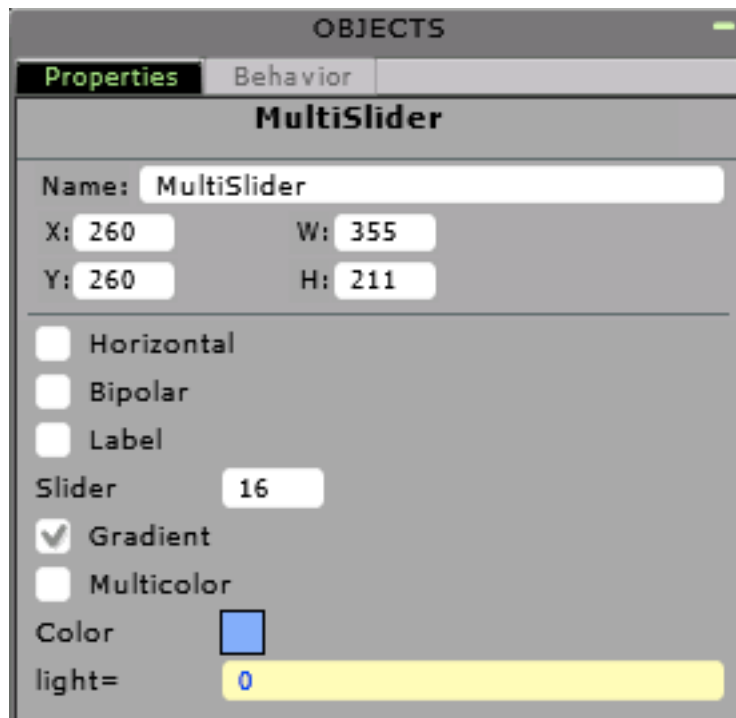 OBJECTS
Properties Behavior
MultiSlider
Name: MultiSlider
X: 260 W: 355
Y: 260 H: 211
Horizontal
Bipolar
Label
Slider 16
Gradient
Multicolor
Color
light= 0